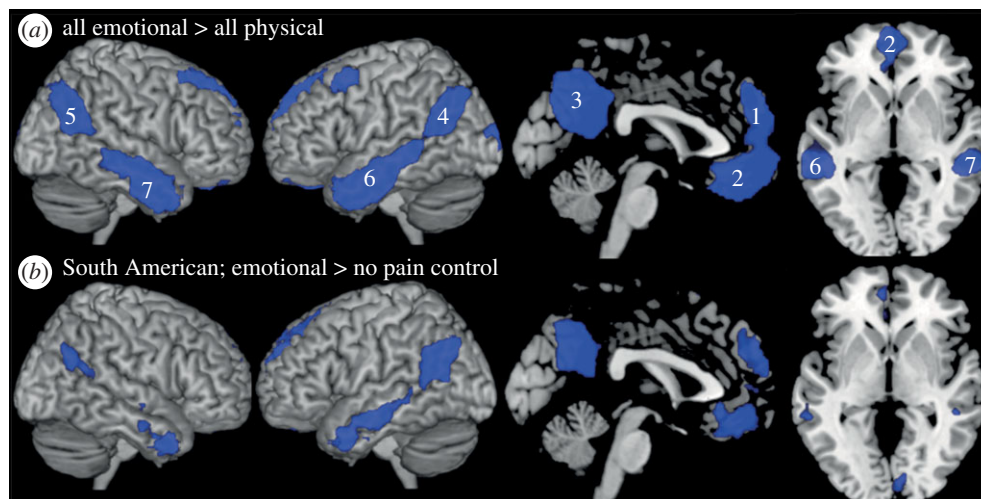 (a) all emotional > all physical
5 4 3 1 2 2
7 6 6 7
(b) South American; emotional > no pain control